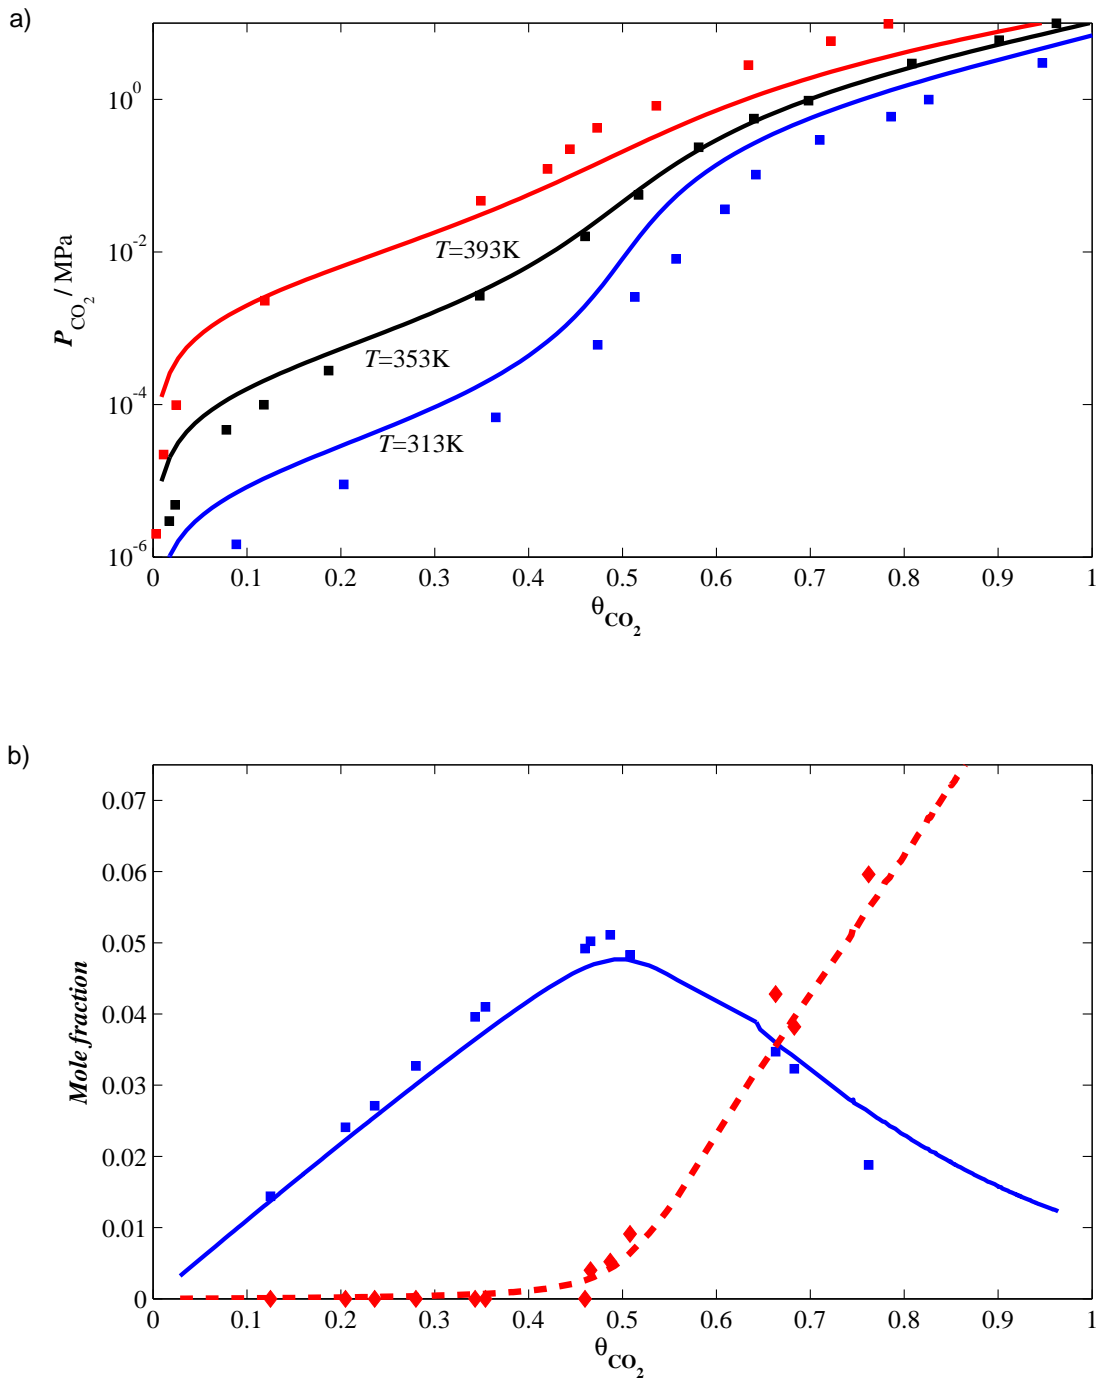 a)
10^0
10^-2
10^-4
10^-6
P_CO2 / MPa
T=393K
T=353K
T=313K
0 0.1 0.2 0.3 0.4 0.5 0.6 0.7 0.8 0.9 1
θ_CO2
b)
0.07
0.06
0.05
0.04
0.03
0.02
0.01
0
Mole fraction
0 0.1 0.2 0.3 0.4 0.5 0.6 0.7 0.8 0.9 1
θ_CO2